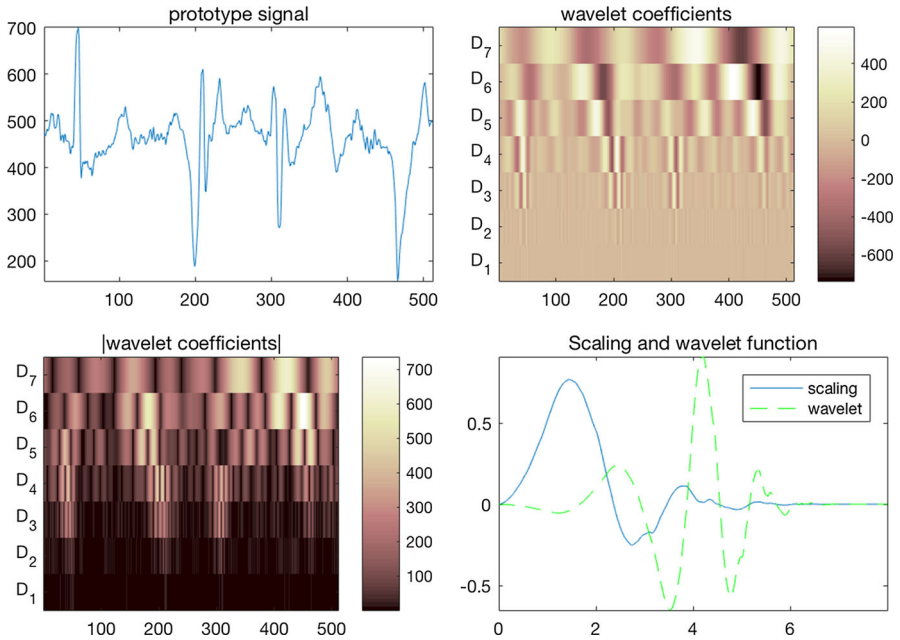 prototype signal
700
600
500
400
300
200
100 200 300 400 500
wavelet coefficients
D7
D6
D5
D4
D3
D2
D1
100 200 300 400 500
400
200
0
-200
-400
-600
|wavelet coefficients|
D7
D6
D5
D4
D3
D2
D1
100 200 300 400 500
700
600
500
400
300
200
100
Scaling and wavelet function
scaling
wavelet
0.5
0
-0.5
0 2 4 6